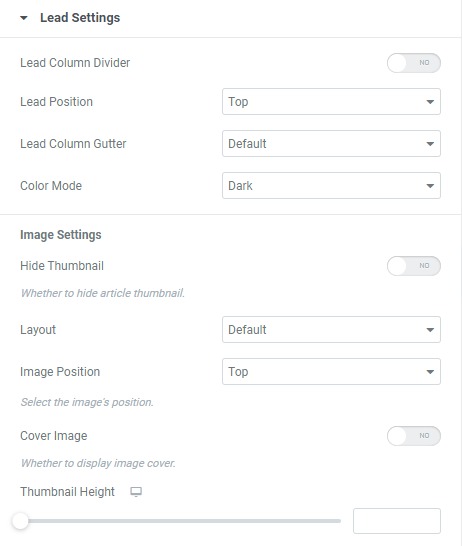 Lead Settings
Lead Column Divider NO
Lead Position Top
Lead Column Gutter Default
Color Mode Dark
Image Settings
Hide Thumbnail NO
Whether to hide article thumbnail.
Layout Default
Image Position Top
Select the image's position.
Cover Image NO
Whether to display image cover.
Thumbnail Height